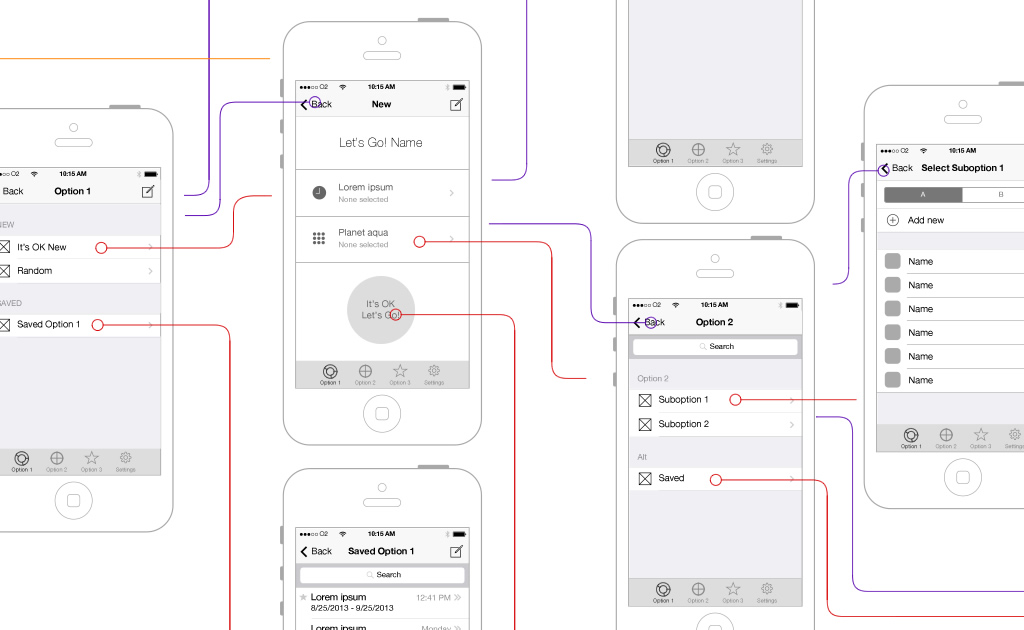 O2 10:15 AM
Back Option 1
NEW
It's OK New
Random
SAVED
Saved Option 1
Option 1 Option 2 Option 3 Settings
O2 10:15 AM
Back New
Let's Go! Name
Lorem ipsum
None selected
Planet aqua
None selected
It's OK
Let's Go!
Option 1 Option 2 Option 3 Settings
O2 10:15 AM
Back Saved Option 1
Search
Lorem ipsum 12:41 PM
8/25/2013 - 9/25/2013
Lorem ipsum Monday
Option 1 Option 2 Option 3 Settings
O2 10:15 AM
Back Option 2
Search
Option 2
Suboption 1
Suboption 2
Alt
Saved
Option 1 Option 2 Option 3 Settings
O2 10:15 AM
Back Select Suboption 1
A B
Add new
Name
Name
Name
Name
Name
Name
Option 1 Option 2 Option 3 Settings